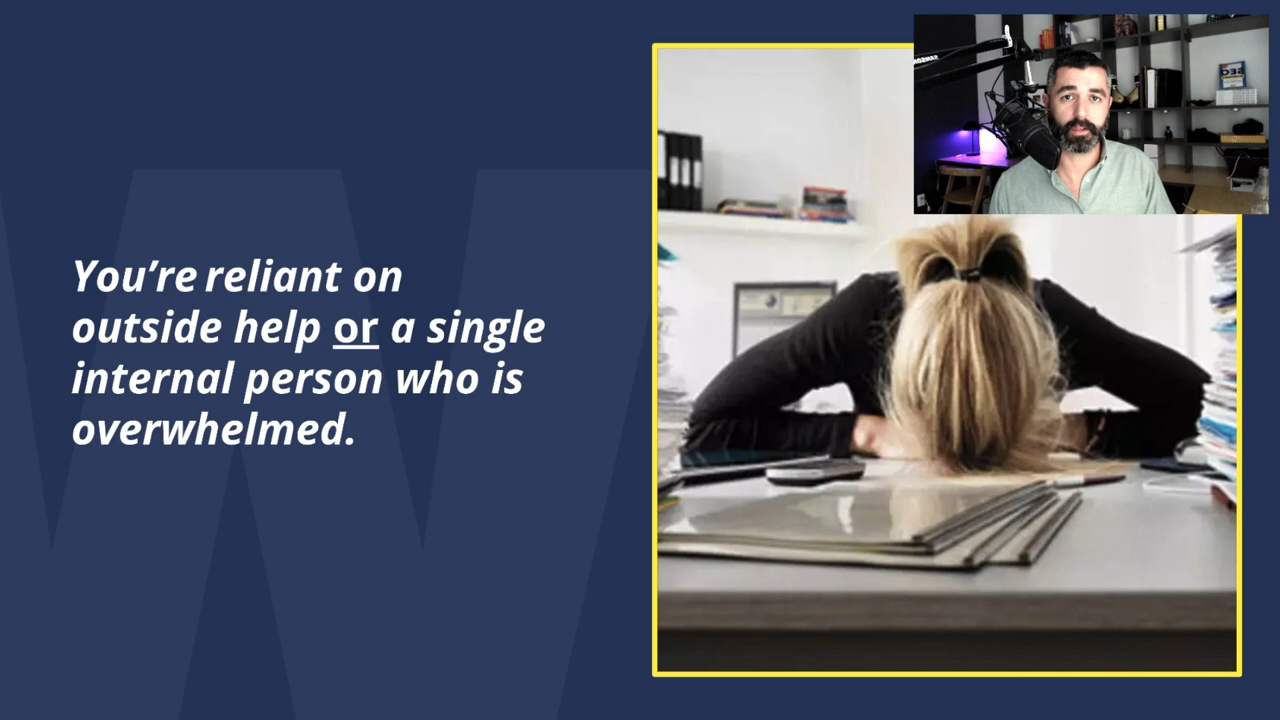 You’re reliant on
outside help or a single
internal person who is
overwhelmed.